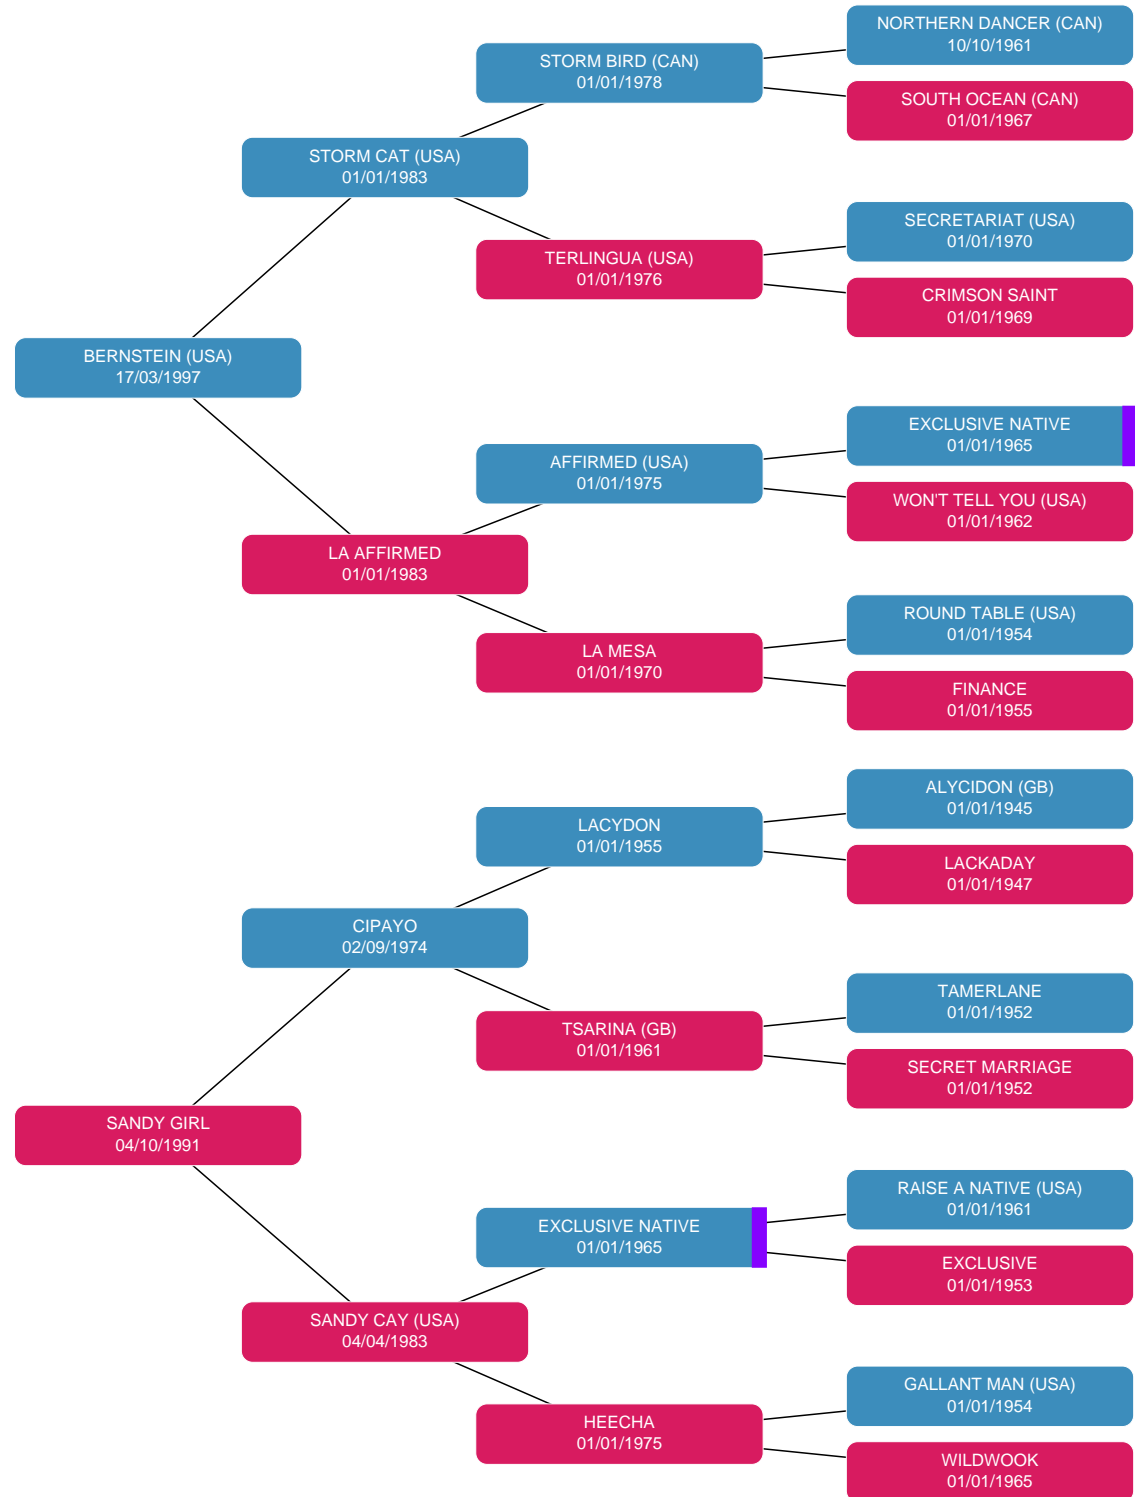 NORTHERN DANCER (CAN)
10/10/1961
STORM BIRD (CAN)
01/01/1978
SOUTH OCEAN (CAN)
01/01/1967
STORM CAT (USA)
01/01/1983
SECRETARIAT (USA)
01/01/1970
TERLINGUA (USA)
01/01/1976
CRIMSON SAINT
01/01/1969
BERNSTEIN (USA)
17/03/1997
EXCLUSIVE NATIVE
01/01/1965
AFFIRMED (USA)
01/01/1975
WON'T TELL YOU (USA)
01/01/1962
LA AFFIRMED
01/01/1983
ROUND TABLE (USA)
01/01/1954
LA MESA
01/01/1970
FINANCE
01/01/1955
ALYCIDON (GB)
01/01/1945
LACYDON
01/01/1955
LACKADAY
01/01/1947
CIPAYO
02/09/1974
TAMERLANE
01/01/1952
TSARINA (GB)
01/01/1961
SECRET MARRIAGE
01/01/1952
SANDY GIRL
04/10/1991
RAISE A NATIVE (USA)
01/01/1961
EXCLUSIVE NATIVE
01/01/1965
EXCLUSIVE
01/01/1953
SANDY CAY (USA)
04/04/1983
GALLANT MAN (USA)
01/01/1954
HEECHA
01/01/1975
WILDWOOK
01/01/1965